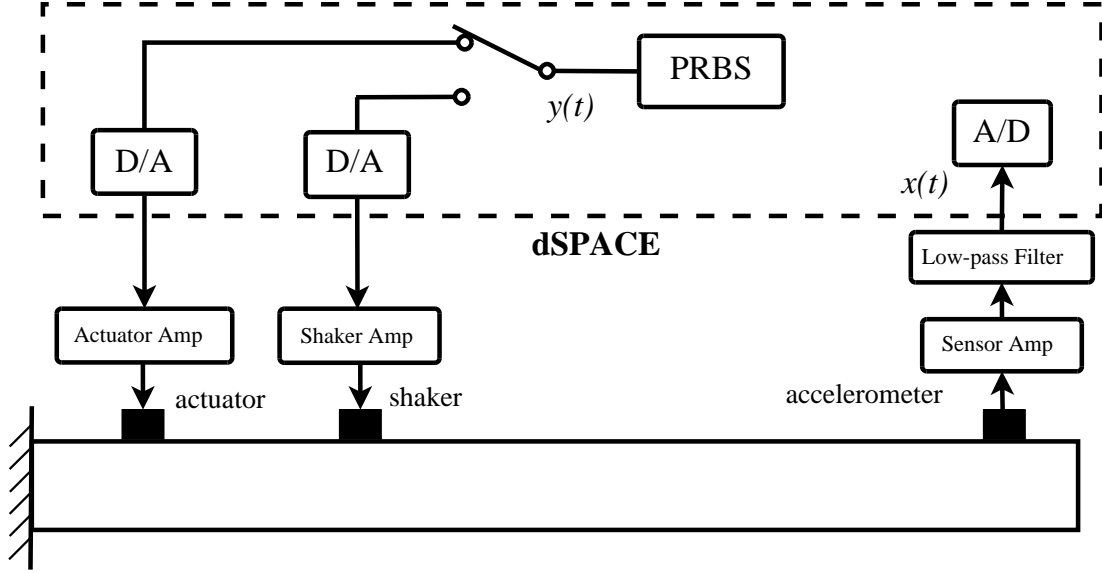 PRBS
y(t)
A/D
D/A
D/A
x(t)
dSPACE
Low-pass Filter
Actuator Amp
Shaker Amp
Sensor Amp
actuator
shaker
accelerometer